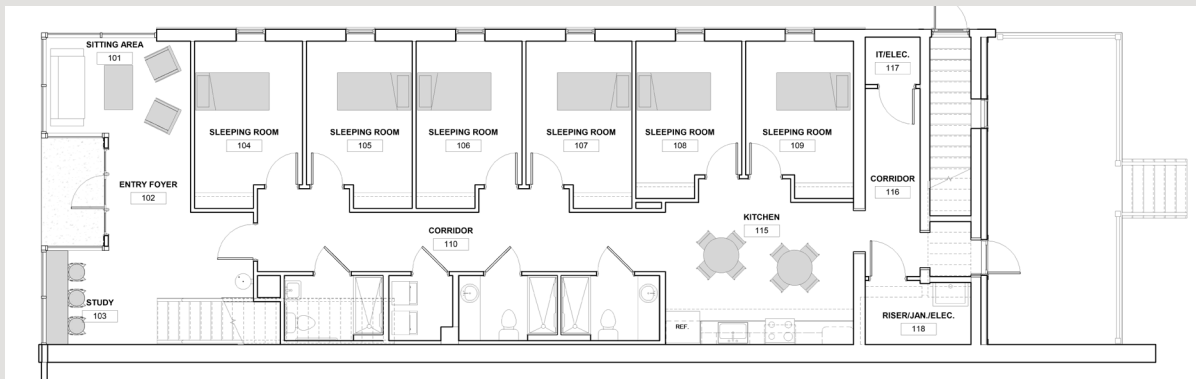 SITTING AREA
101
IT/ELEC.
117
SLEEPING ROOM
104
SLEEPING ROOM
105
SLEEPING ROOM
106
SLEEPING ROOM
107
SLEEPING ROOM
108
SLEEPING ROOM
109
ENTRY FOYER
102
CORRIDOR
116
CORRIDOR
110
KITCHEN
115
STUDY
103
REF.
RISER/JAN./ELEC.
118